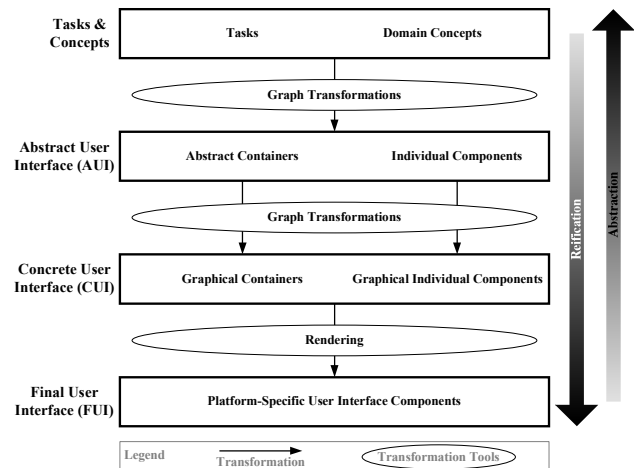 Tasks &
Concepts
Tasks
Domain Concepts
Graph Transformations
Abstract User
Interface (AUI)
Abstract Containers
Individual Components
Graph Transformations
Concrete User
Interface (CUI)
Graphical Containers
Graphical Individual Components
Rendering
Final User
Interface (FUI)
Platform-Specific User Interface Components
Reification
Abstraction
Legend
Transformation
Transformation Tools